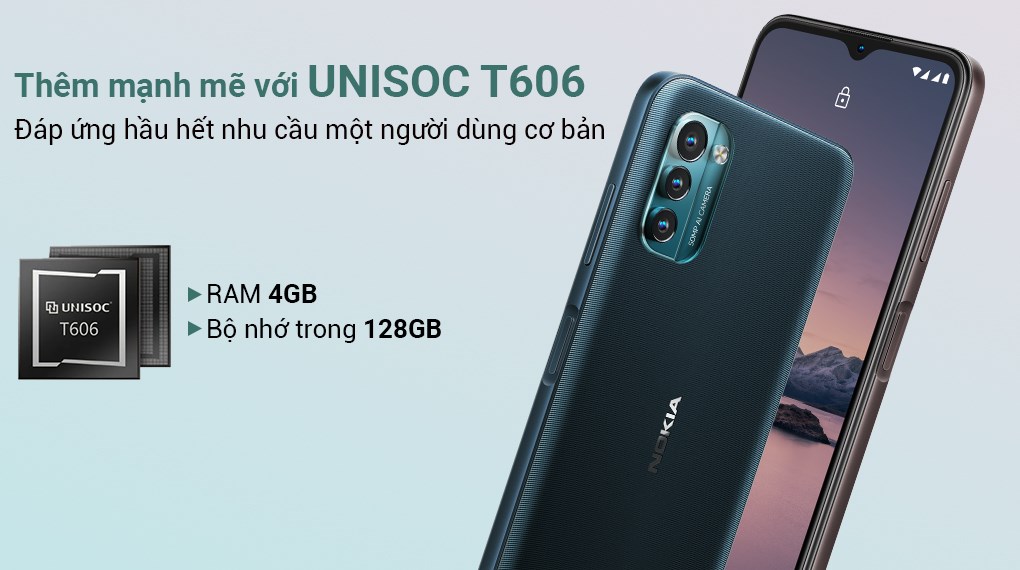 Thêm mạnh mẽ với UNISOC T606
Đáp ứng hầu hết nhu cầu một người dùng cơ bản
UNISOC
T606
RAM 4GB
Bộ nhớ trong 128GB
50MP AI CAMERA
NOKIA